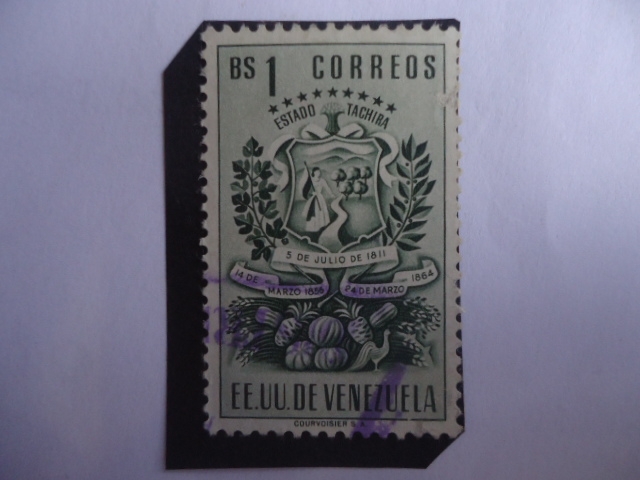 BS 1 CORREOS
ESTADO TACHIRA
5 DE JULIO DE 1811
14 DE MARZO 1856
24 DE MARZO 1864
EE.UU. DE VENEZUELA
COURVOISIER S.A.